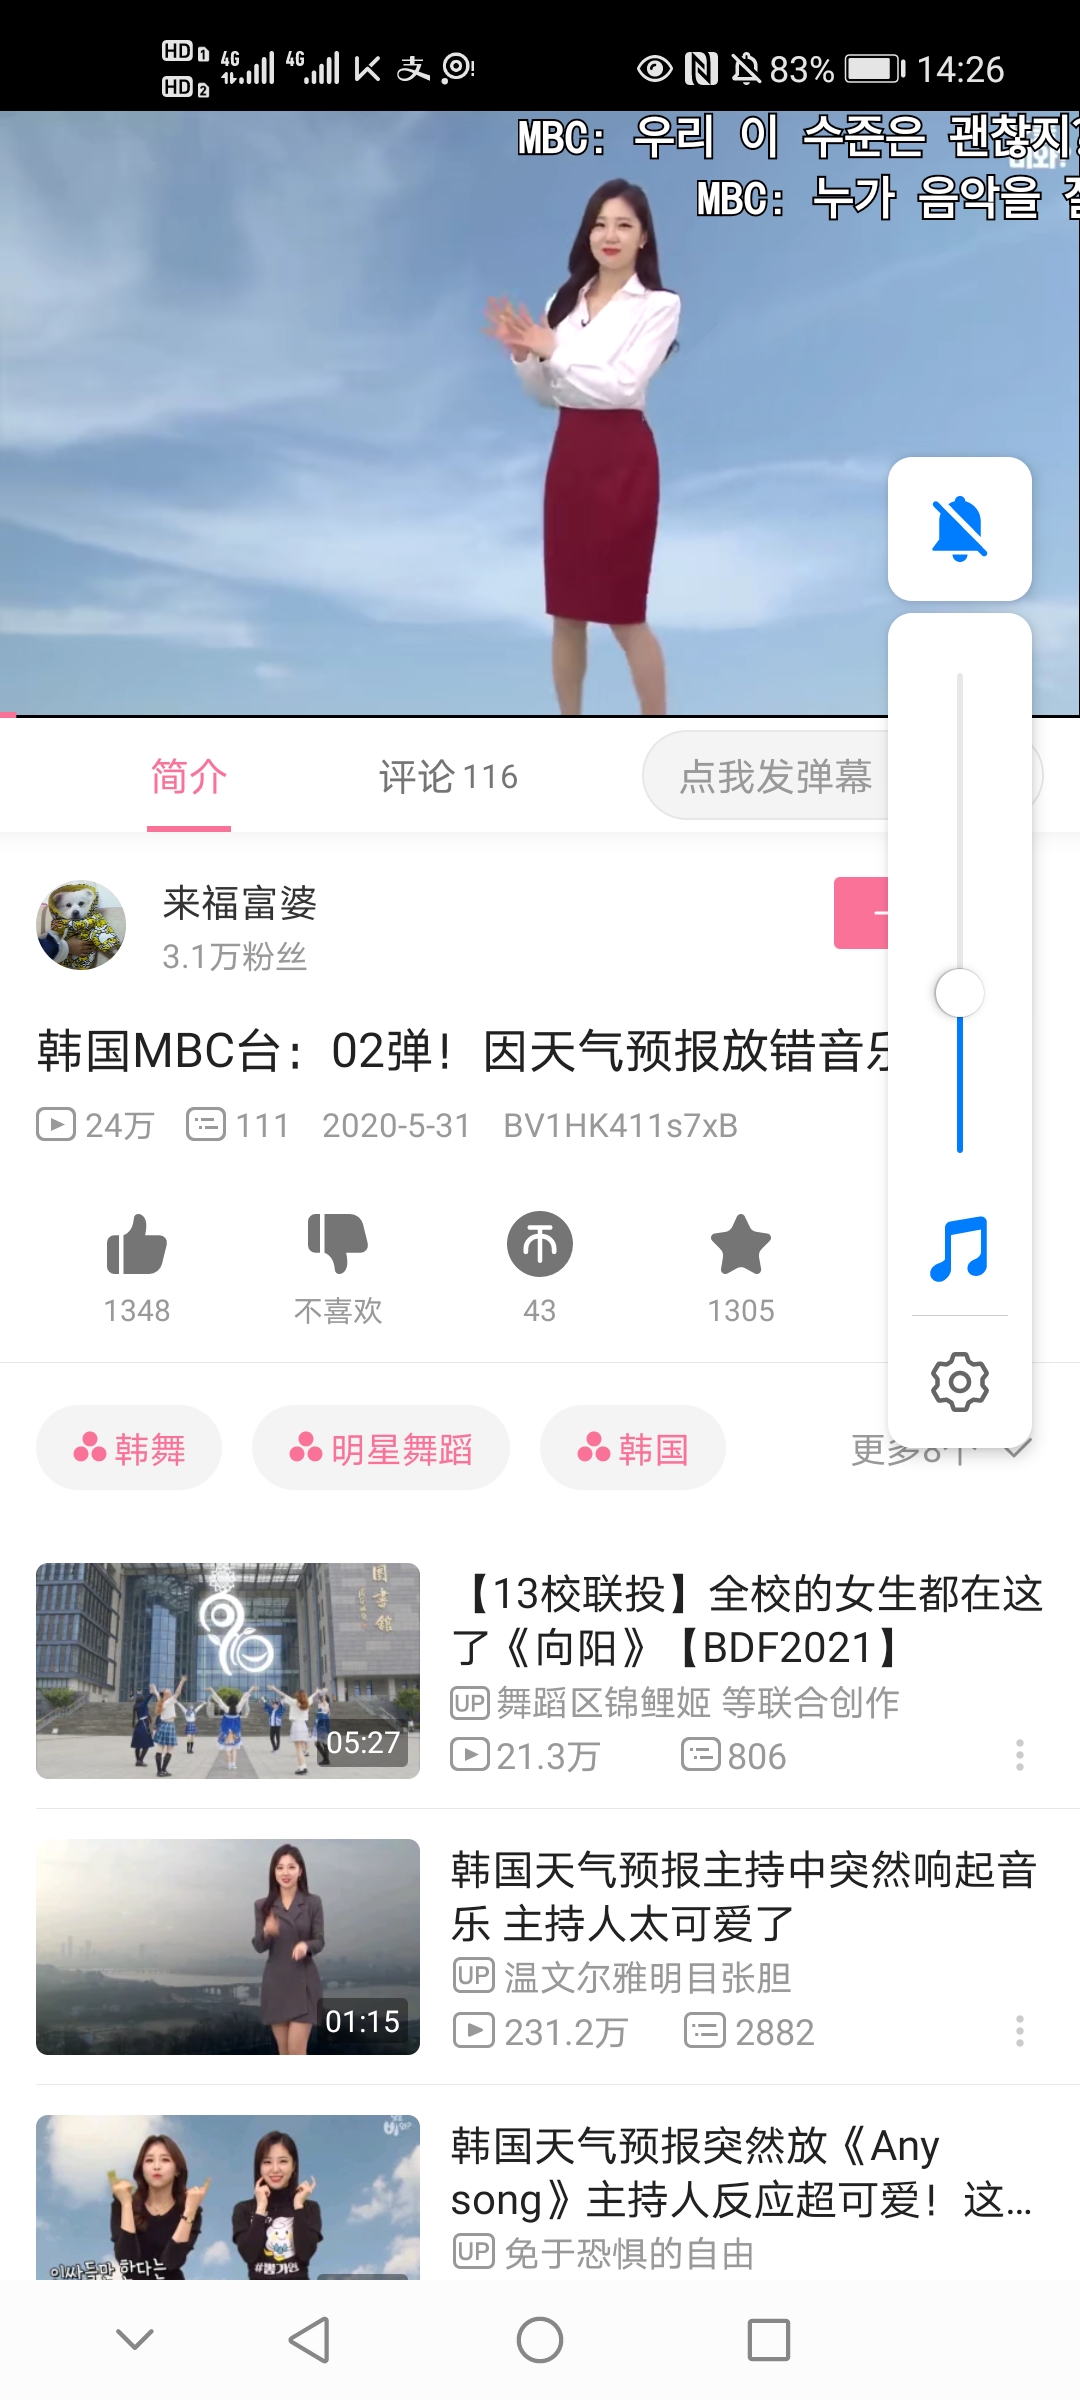 HD 1 4G 4G 83% 14:26
HD 2
MBC: 우리 이 수준은 괜찮지?
MBC: 누가 음악을
简介 评论 116 点我发弹幕
来福富婆
3.1万粉丝
韩国MBC台：02弹！因天气预报放错音乐
24万 111 2020-5-31 BV1HK411s7xB
1348 不喜欢 43 1305
韩舞 明星舞蹈 韩国 更多8个
圖書館
05:27
【13校联投】全校的女生都在这
了《向阳》【BDF2021】
UP 舞蹈区锦鲤姬 等联合创作
21.3万 806
01:15
韩国天气预报主持中突然响起音
乐 主持人太可爱了
UP 温文尔雅明目张胆
231.2万 2882
韩国天气预报突然放《Any
song》主持人反应超可爱！这...
UP 免于恐惧的自由